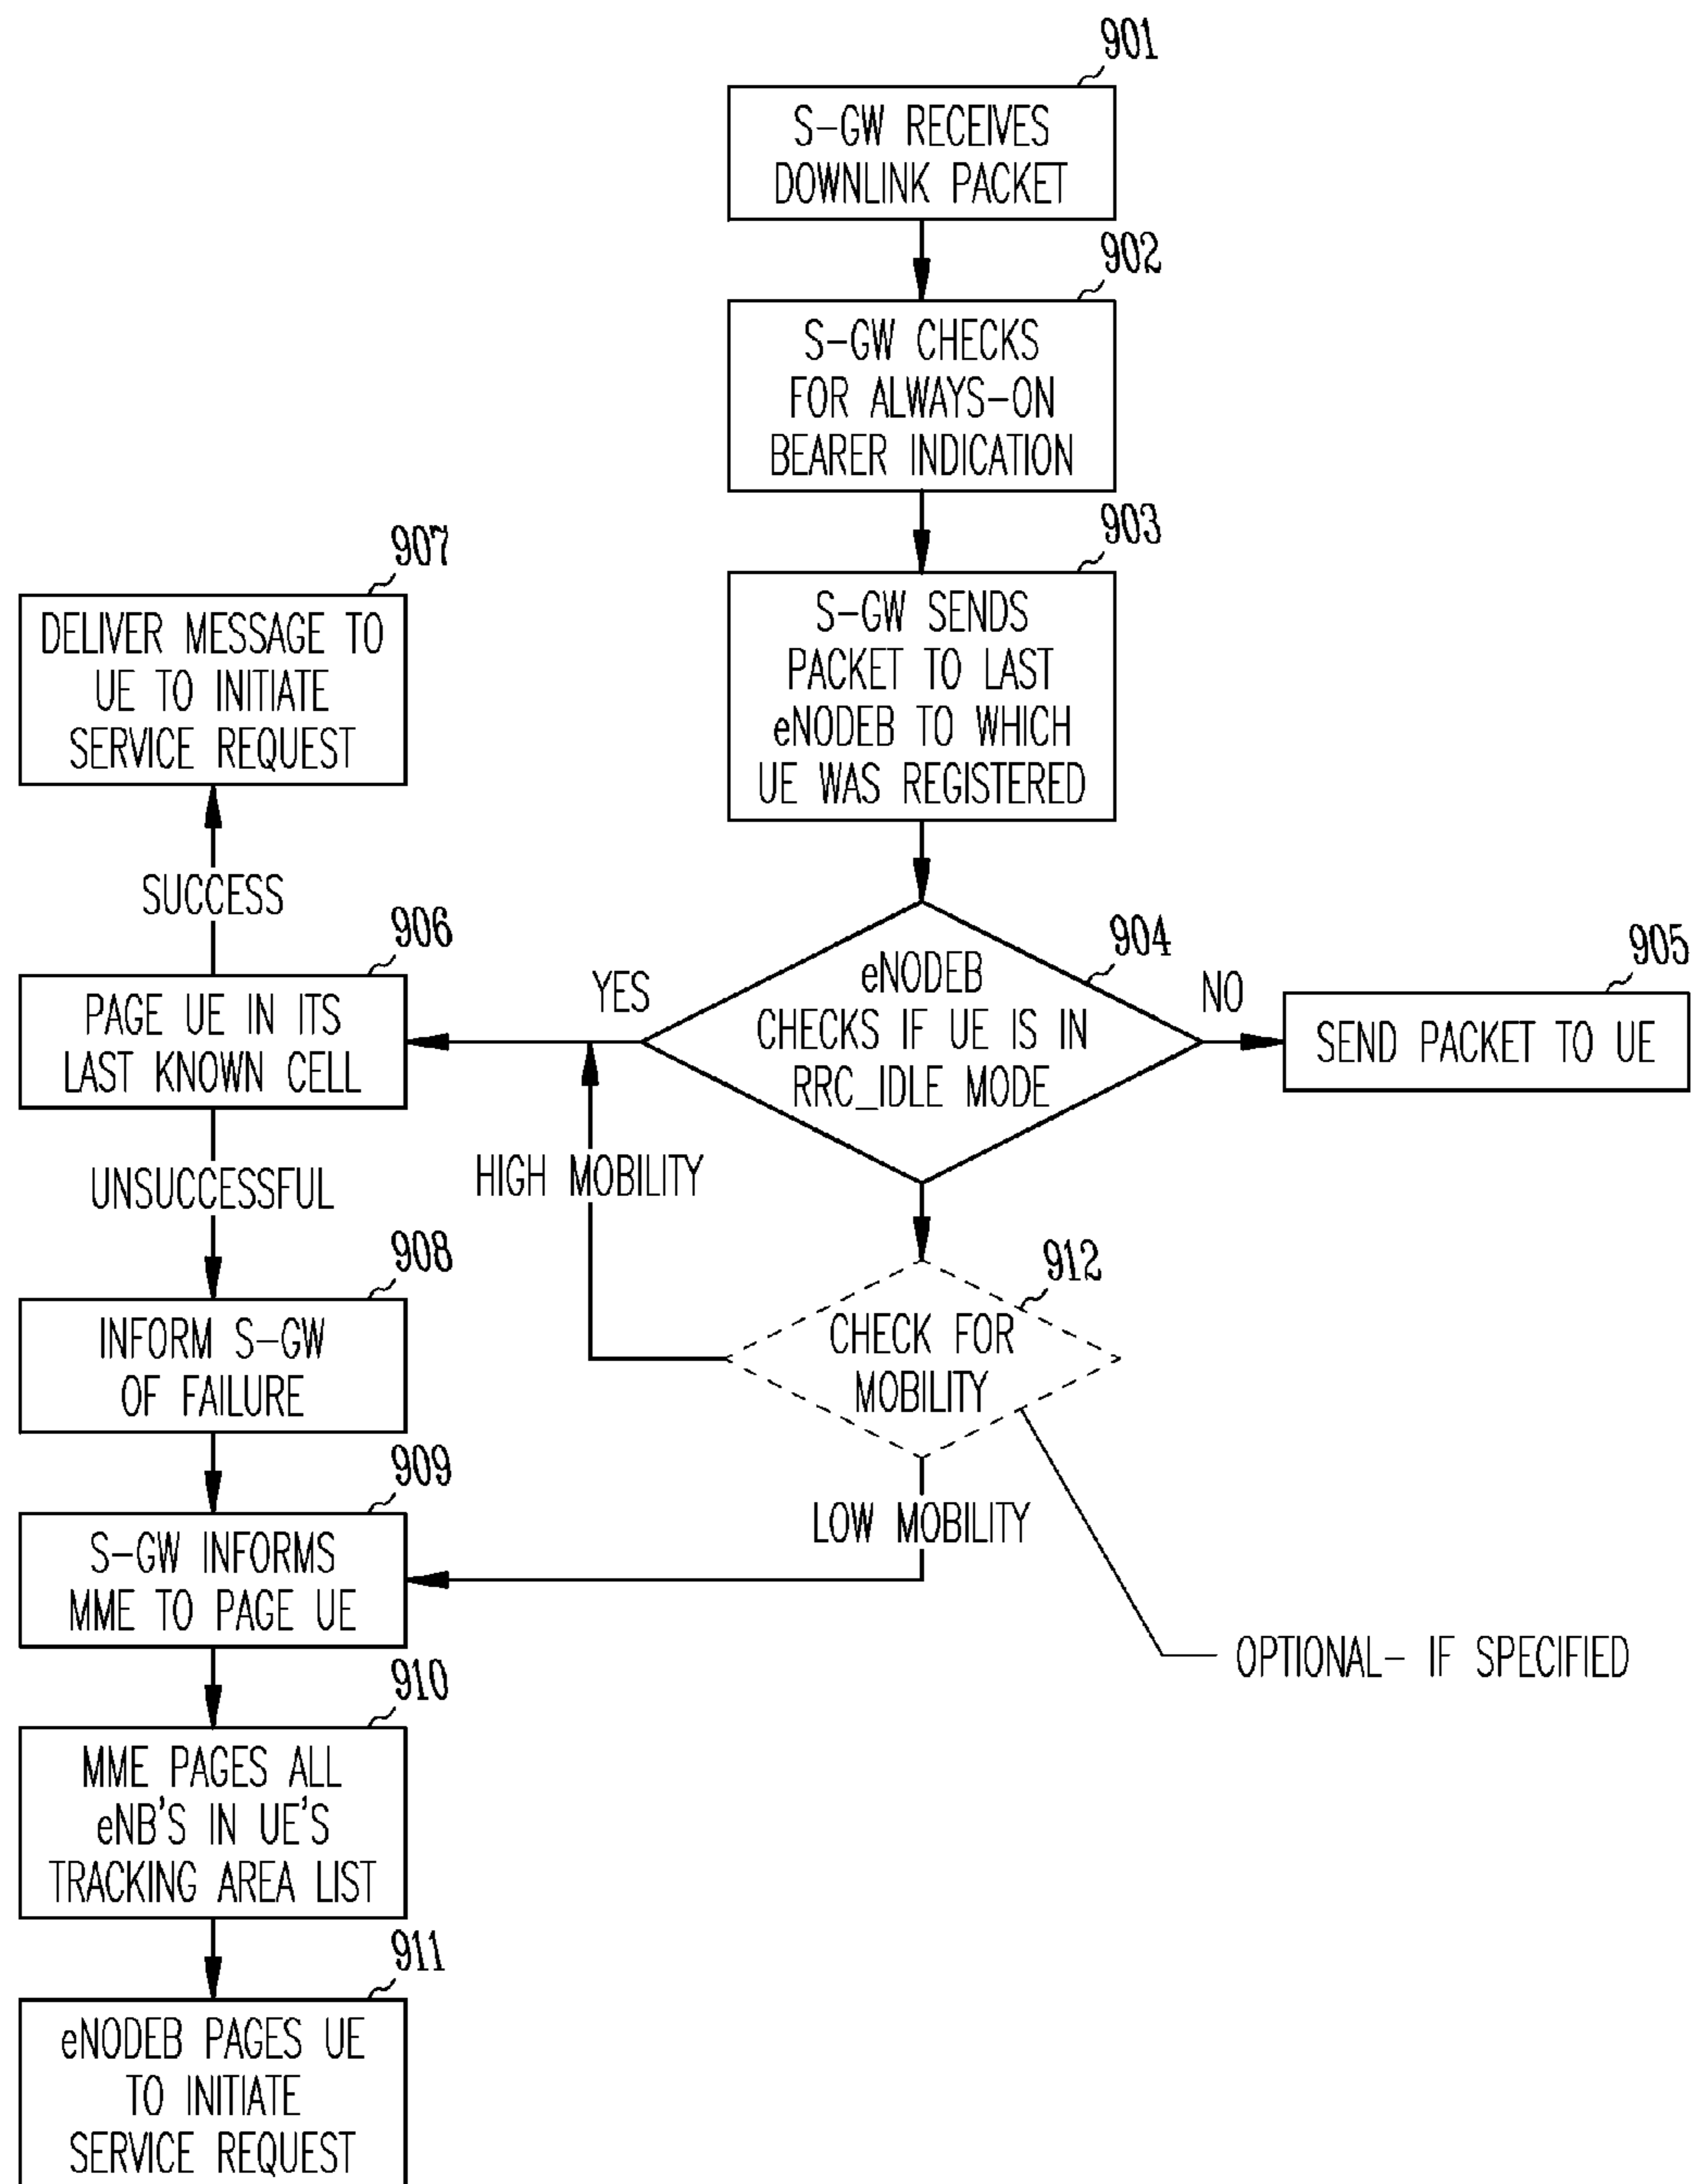 901
S-GW RECEIVES
DOWNLINK PACKET
902
S-GW CHECKS
FOR ALWAYS-ON
BEARER INDICATION
903
S-GW SENDS
PACKET TO LAST
eNODEB TO WHICH
UE WAS REGISTERED
907
DELIVER MESSAGE TO
UE TO INITIATE
SERVICE REQUEST
SUCCESS
906
PAGE UE IN ITS
LAST KNOWN CELL
YES
904
eNODEB
CHECKS IF UE IS IN
RRC_IDLE MODE
NO
905
SEND PACKET TO UE
UNSUCCESSFUL
HIGH MOBILITY
908
INFORM S-GW
OF FAILURE
912
CHECK FOR
MOBILITY
909
S-GW INFORMS
MME TO PAGE UE
LOW MOBILITY
OPTIONAL- IF SPECIFIED
910
MME PAGES ALL
eNB'S IN UE'S
TRACKING AREA LIST
911
eNODEB PAGES UE
TO INITIATE
SERVICE REQUEST